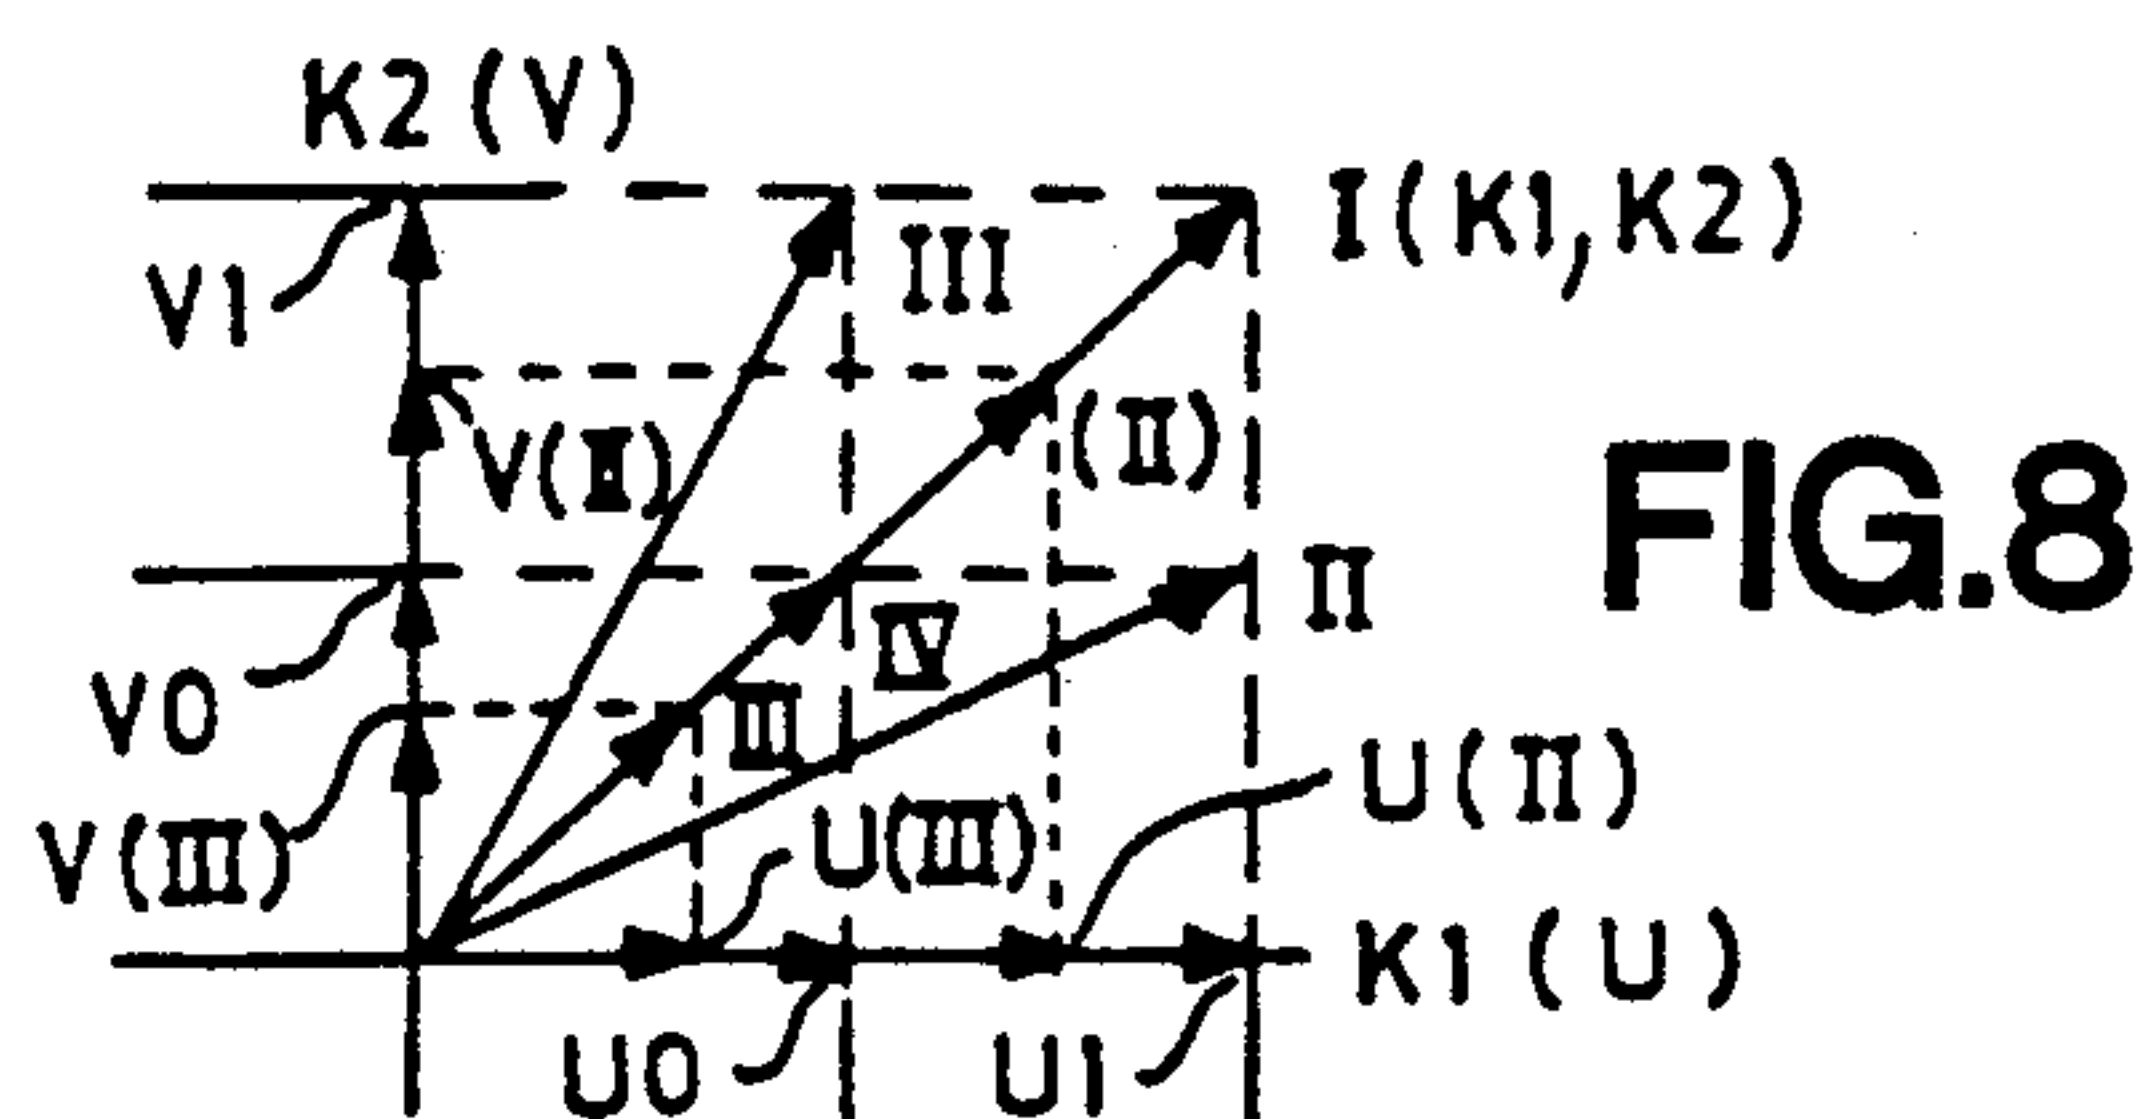 K2(V)
I(K1,K2)
III
V1
(II)
V(II)
FIG.8
II
IV
V0
III
U(II)
U(III)
V(III)
K1(U)
U0
U1